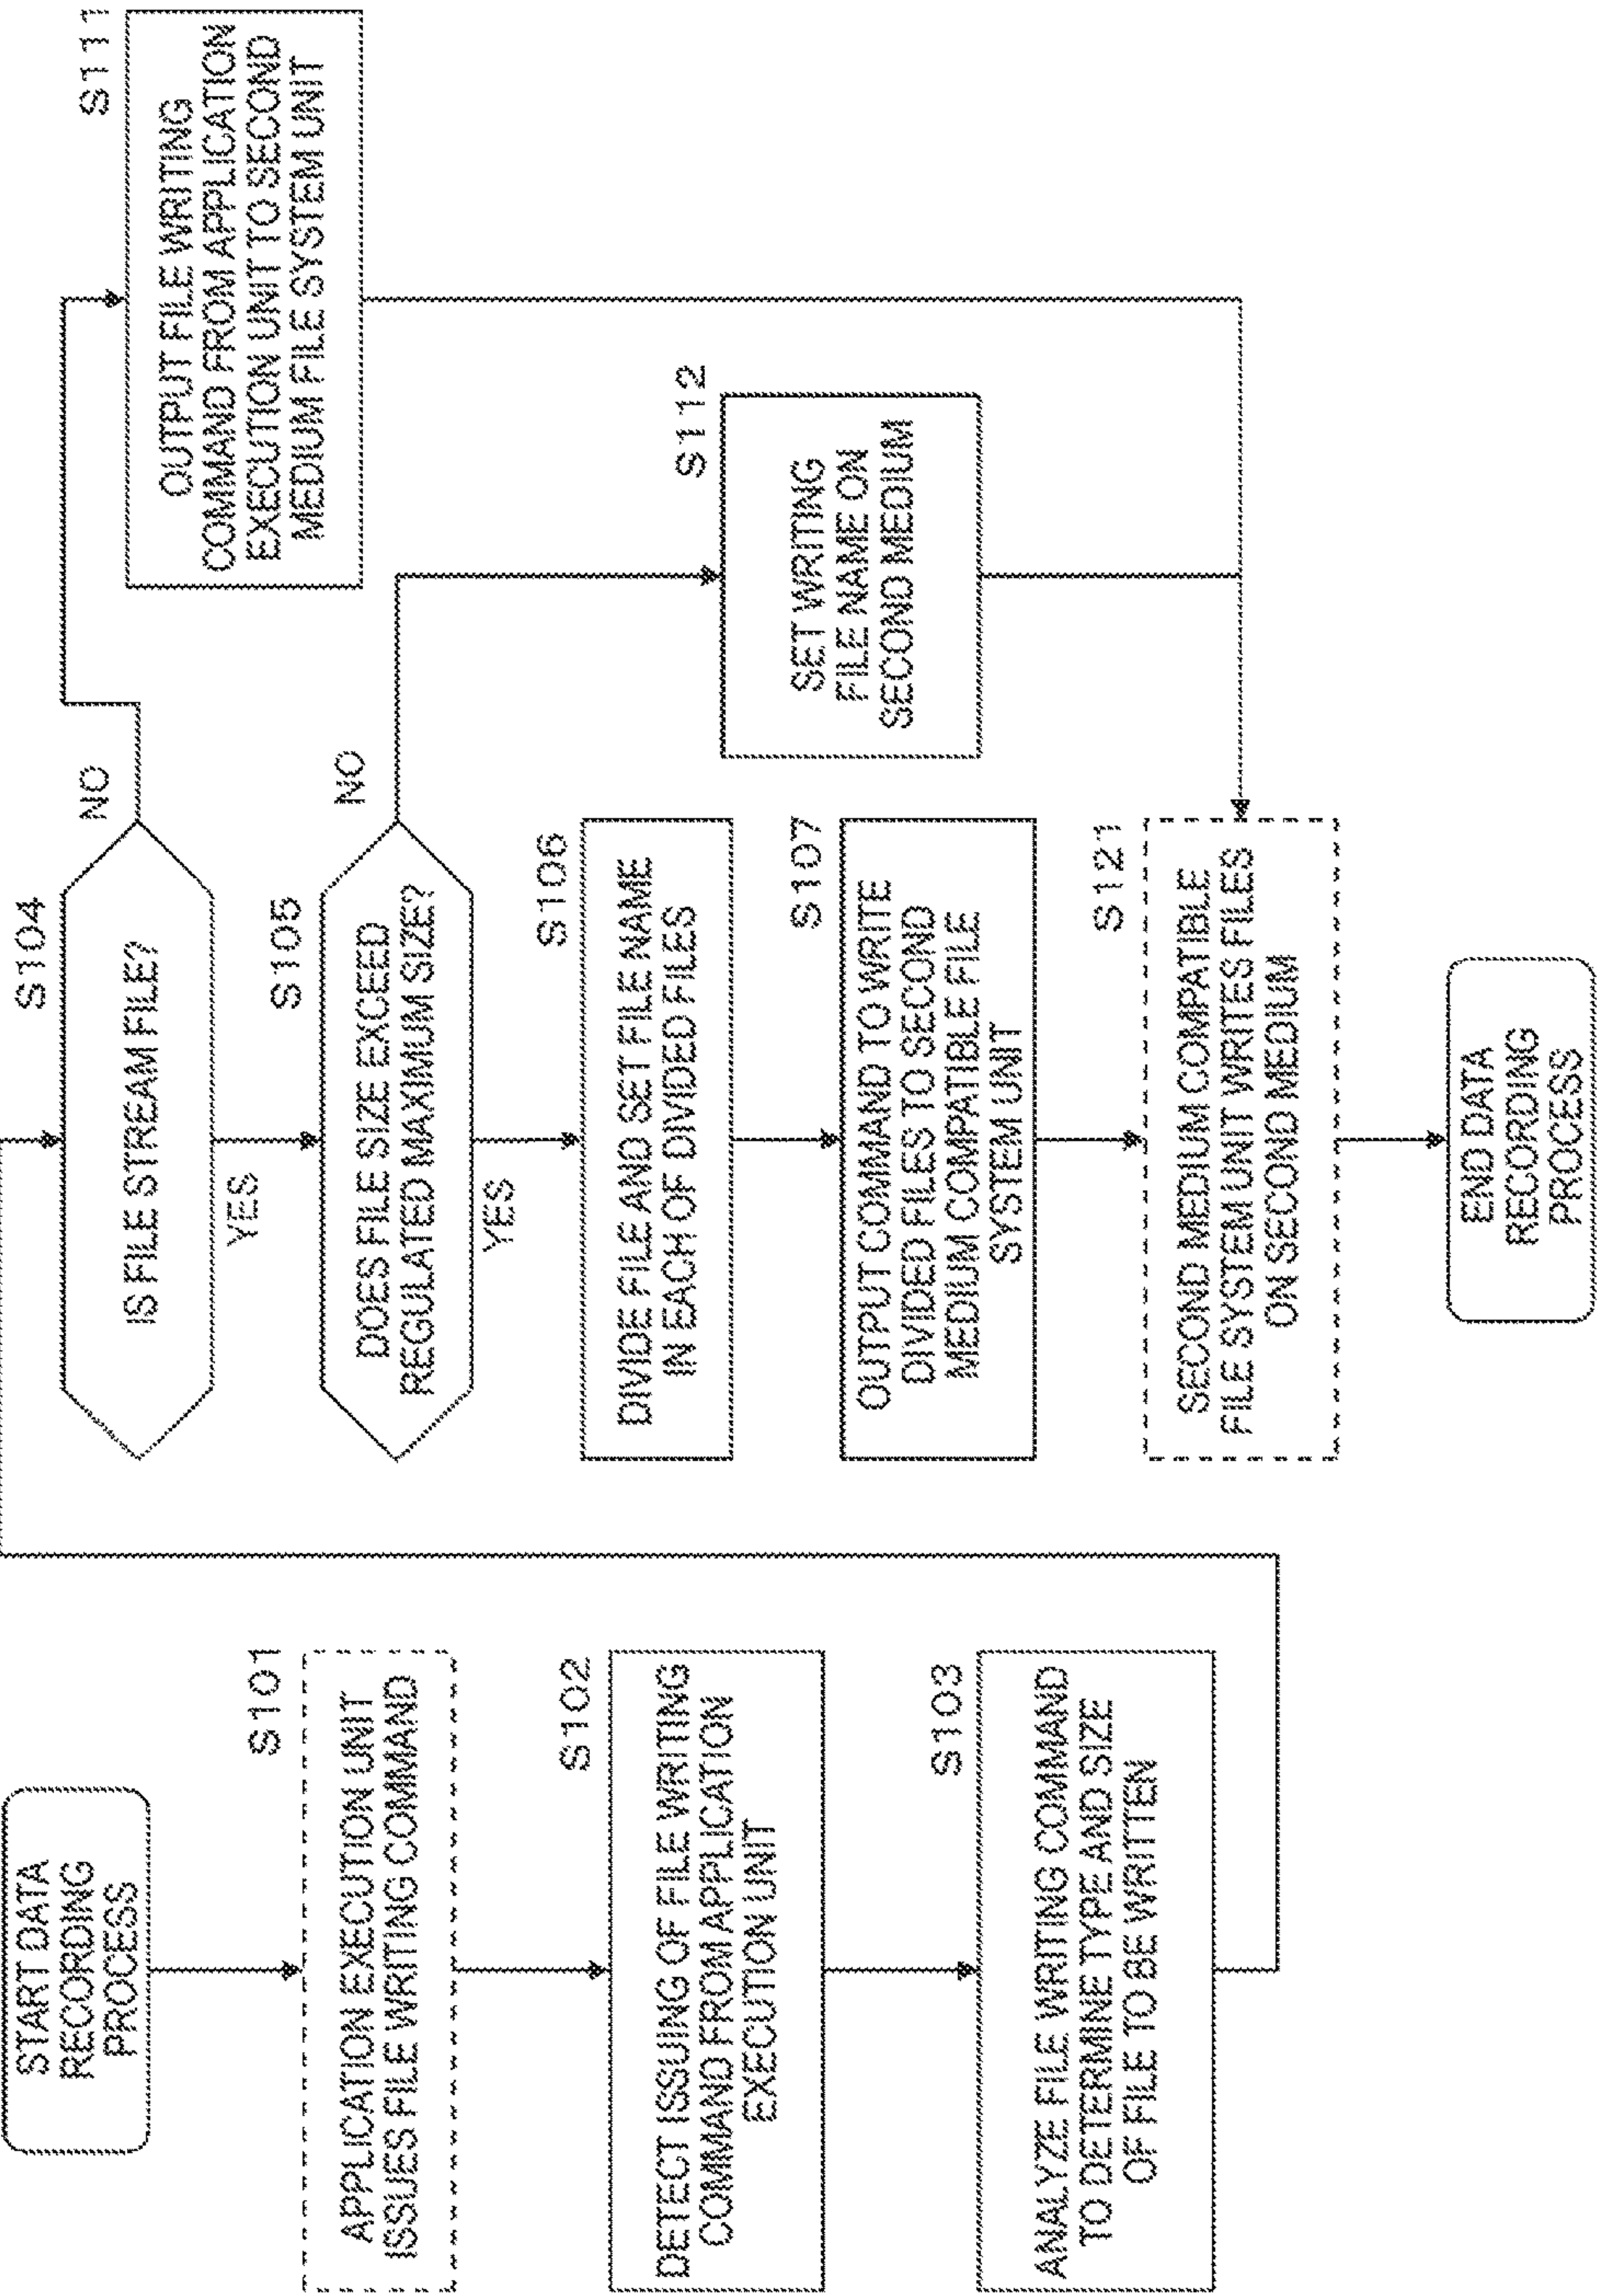 START DATA
RECORDING
PROCESS
S101
APPLICATION EXECUTION UNIT
ISSUES FILE WRITING COMMAND
S102
DETECT ISSUING OF FILE WRITING
COMMAND FROM APPLICATION
EXECUTION UNIT
S103
ANALYZE FILE WRITING COMMAND
TO DETERMINE TYPE AND SIZE
OF FILE TO BE WRITTEN
S104
IS FILE STREAM FILE?
NO
YES
S105
DOES FILE SIZE EXCEED
REGULATED MAXIMUM SIZE?
NO
YES
S106
DIVIDE FILE AND SET FILE NAME
IN EACH OF DIVIDED FILES
S107
OUTPUT COMMAND TO WRITE
DIVIDED FILES TO SECOND
MEDIUM COMPATIBLE FILE
SYSTEM UNIT
S121
SECOND MEDIUM COMPATIBLE
FILE SYSTEM UNIT WRITES FILES
ON SECOND MEDIUM
END DATA
RECORDING
PROCESS
S111
OUTPUT FILE WRITING
COMMAND FROM APPLICATION
EXECUTION UNIT TO SECOND
MEDIUM FILE SYSTEM UNIT
S112
SET WRITING
FILE NAME ON
SECOND MEDIUM